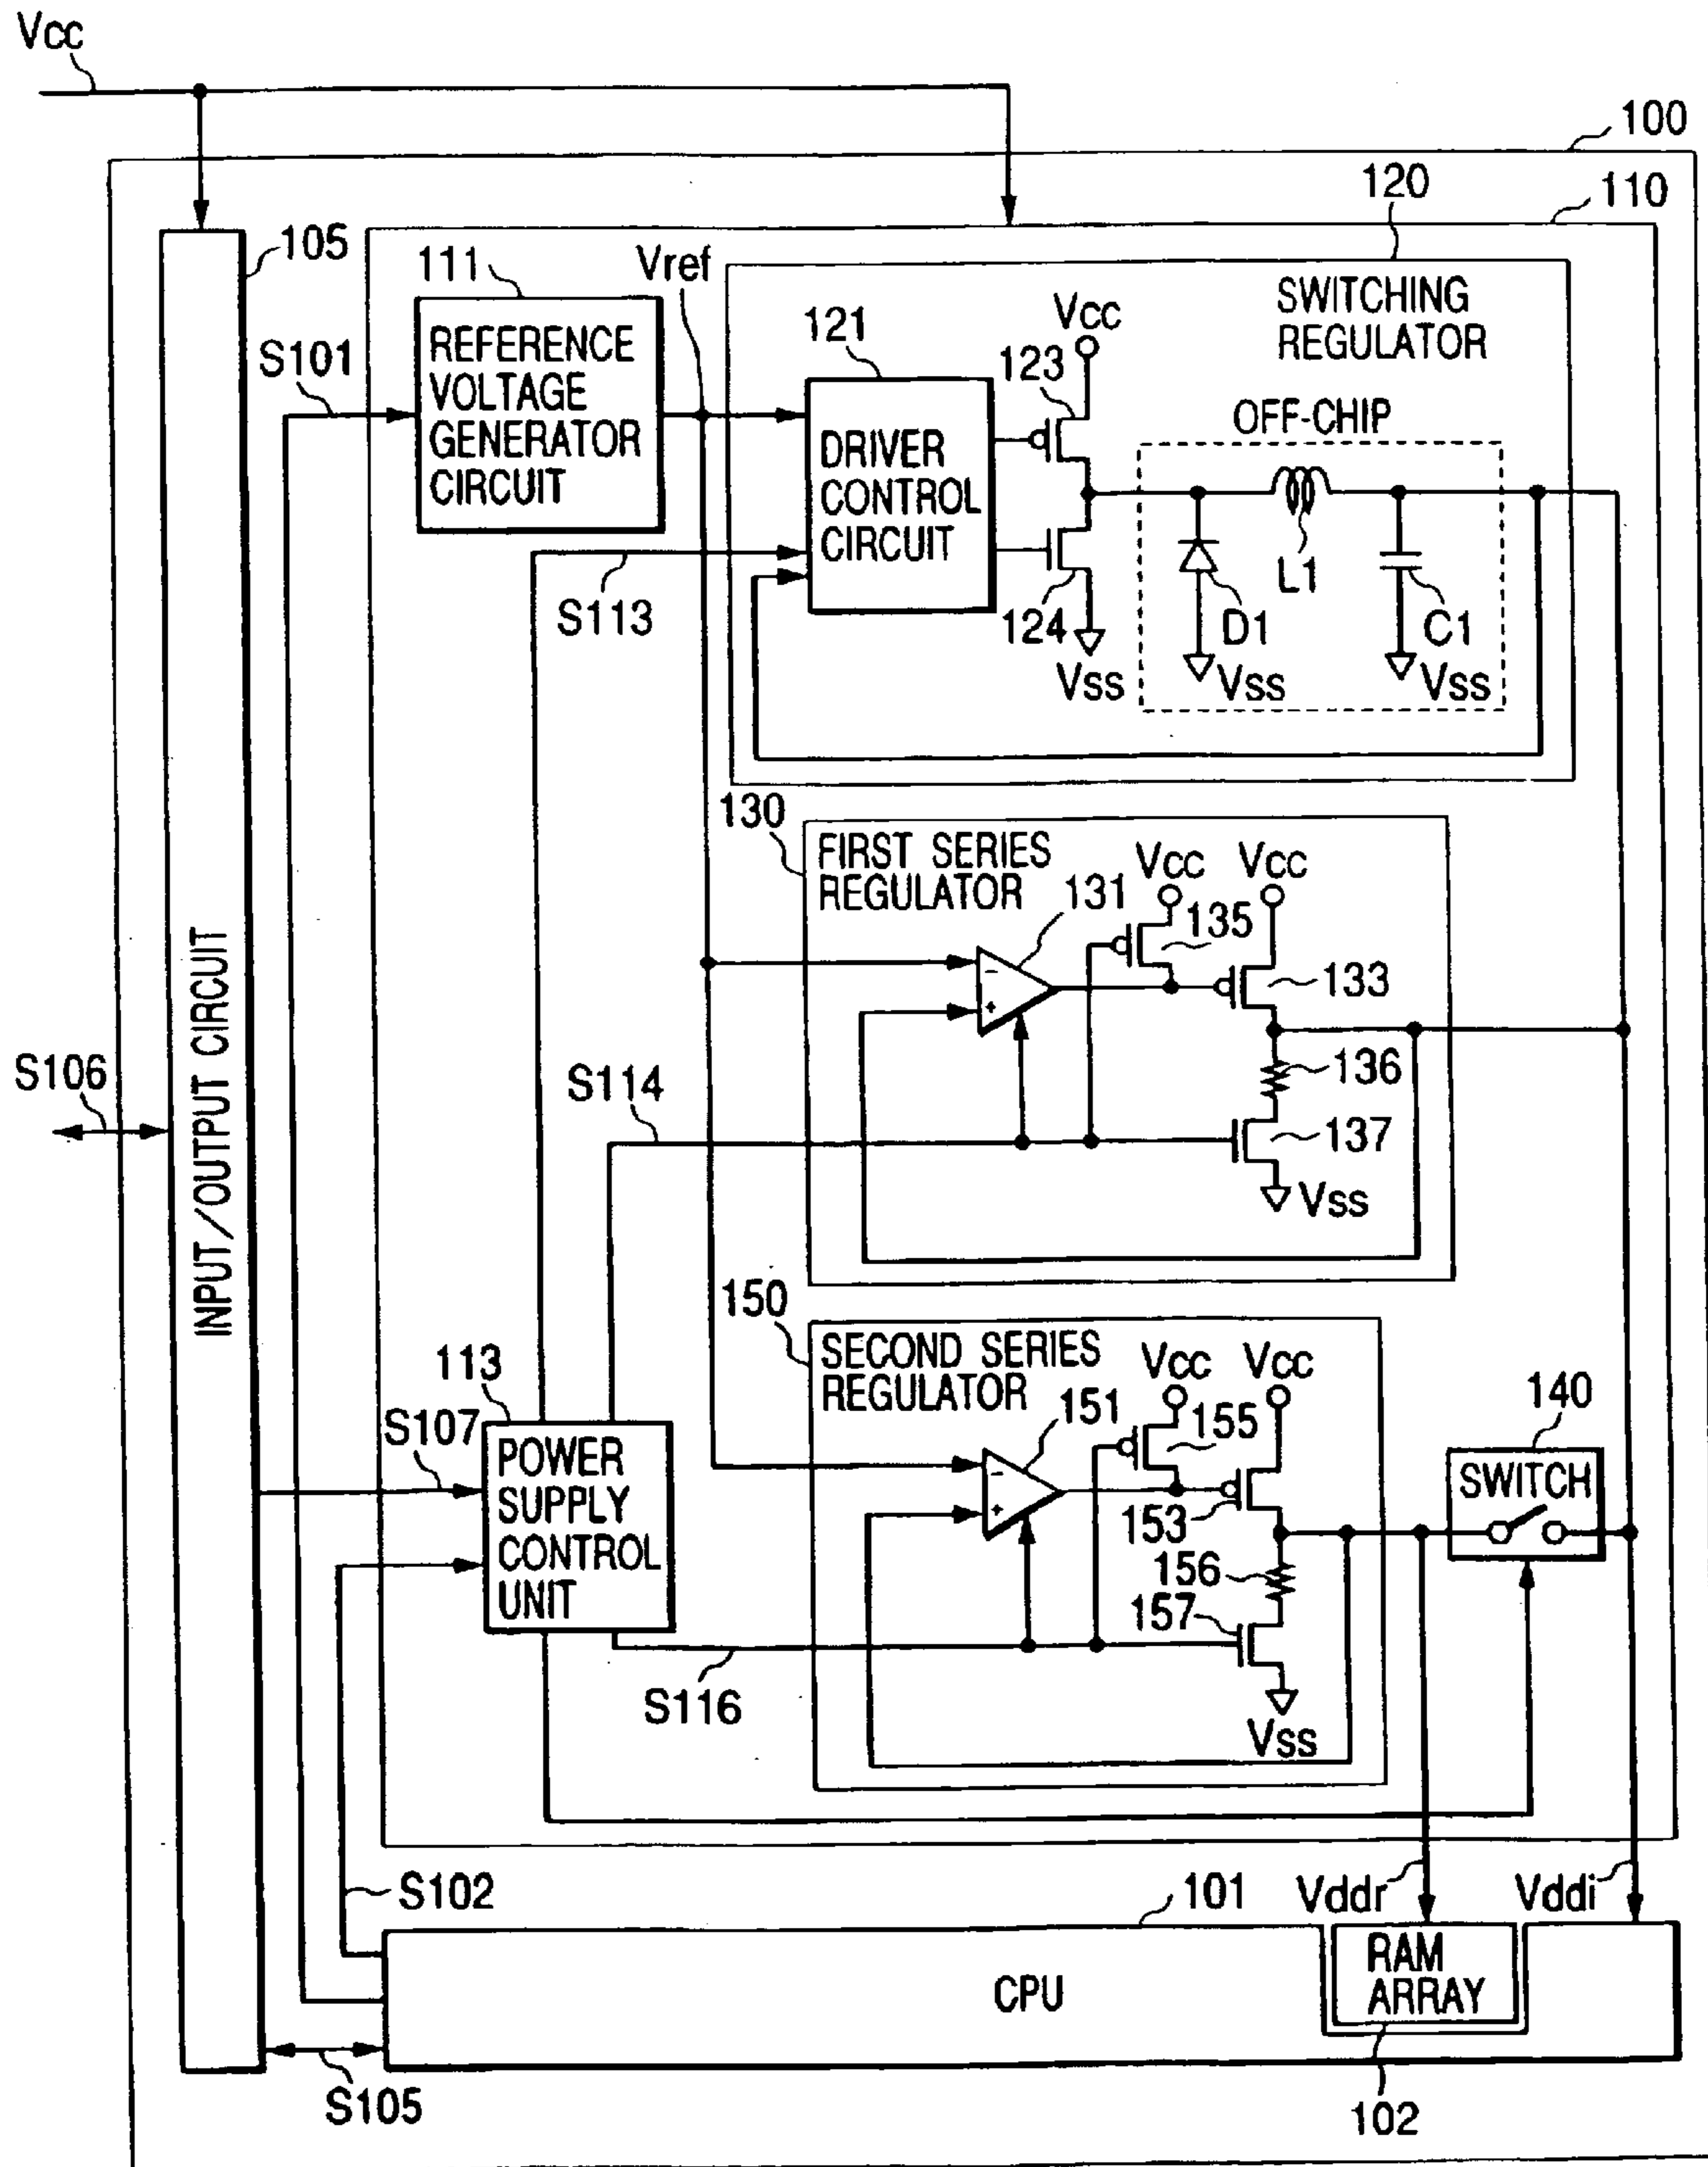 Vcc
100
110
120
105
111
Vref
SWITCHING
REGULATOR
Vcc
S101
REFERENCE
VOLTAGE
GENERATOR
CIRCUIT
121
123
OFF-CHIP
DRIVER
CONTROL
CIRCUIT
L1
S113
124
D1
C1
Vss
Vss
Vss
130
FIRST SERIES
REGULATOR
Vcc
Vcc
131
135
-
+
133
INPUT/OUTPUT CIRCUIT
S106
S114
136
137
Vss
150
SECOND SERIES
REGULATOR
Vcc
Vcc
113
151
155
140
S107
POWER
SUPPLY
CONTROL
UNIT
-
+
153
SWITCH
156
157
S116
Vss
S102
101
Vddr
Vddi
CPU
RAM
ARRAY
S105
102